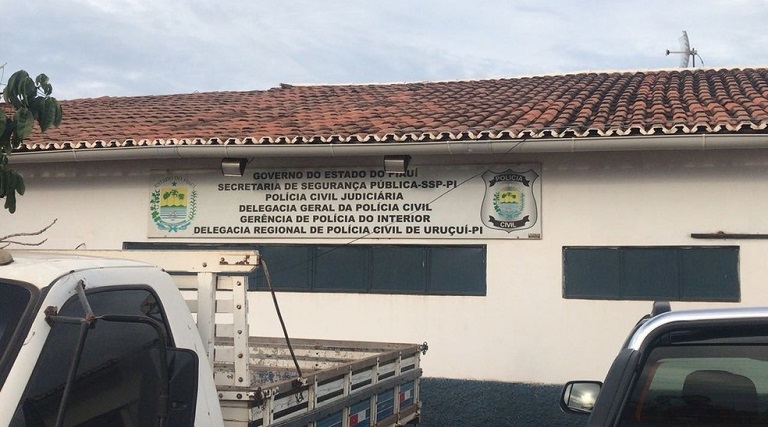 GOVERNO DO ESTADO DO PIAUÍ
SECRETARIA DE SEGURANÇA PÚBLICA-SSP-PI
POLÍCIA CIVIL JUDICIÁRIA
DELEGACIA GERAL DA POLÍCIA CIVIL
GERÊNCIA DE POLÍCIA DO INTERIOR
DELEGACIA REGIONAL DE POLÍCIA CIVIL DE URUÇUÍ-PI
POLÍCIA
CIVIL